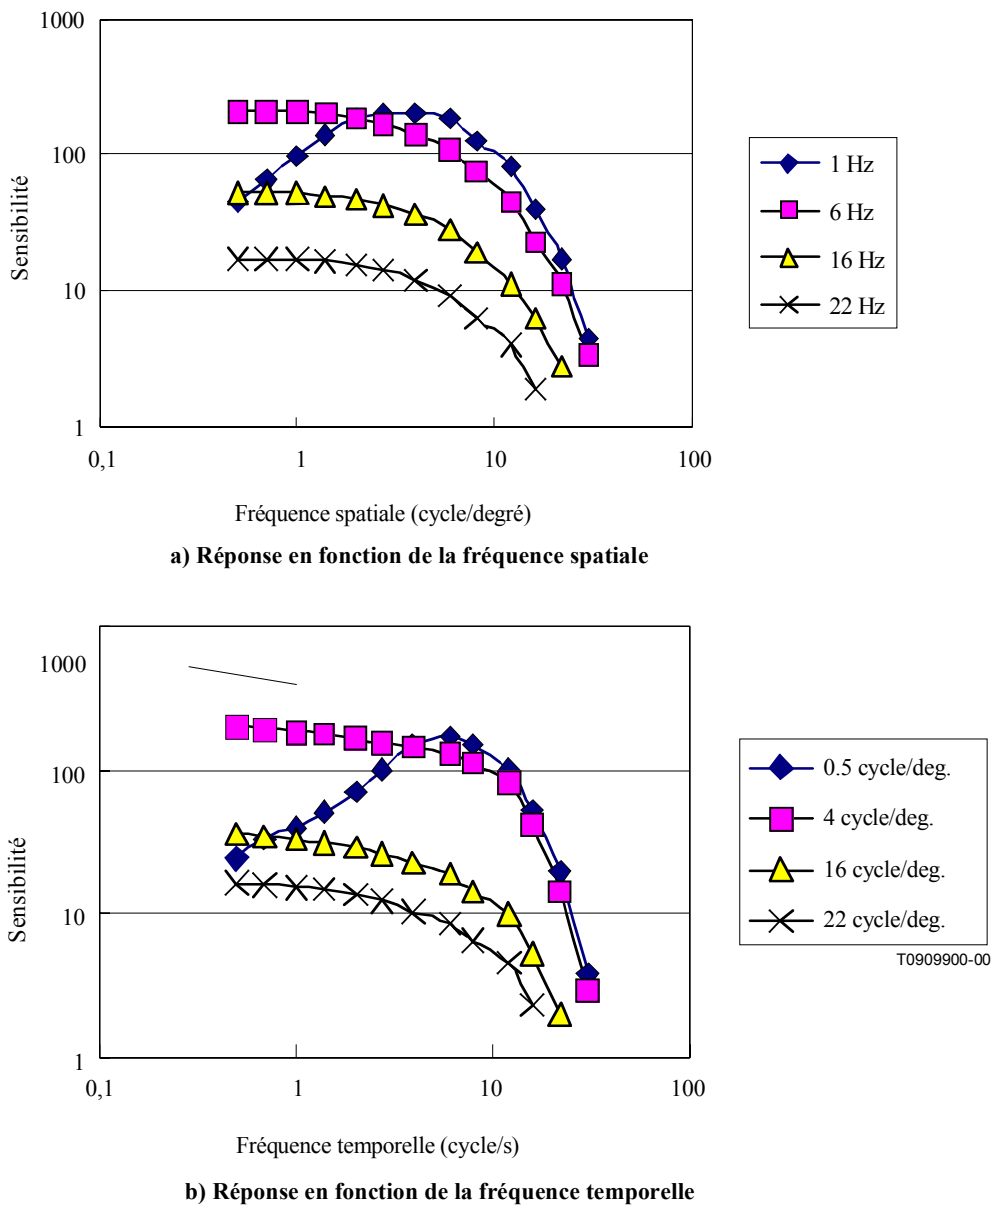 1000
100
10
1
Sensibilité
0,1
1
10
100
Fréquence spatiale (cycle/degré)
1 Hz
6 Hz
16 Hz
22 Hz
a) Réponse en fonction de la fréquence spatiale
1000
100
10
1
Sensibilité
0,1
1
10
100
Fréquence temporelle (cycle/s)
0.5 cycle/deg.
4 cycle/deg.
16 cycle/deg.
22 cycle/deg.
T0909900-00
b) Réponse en fonction de la fréquence temporelle